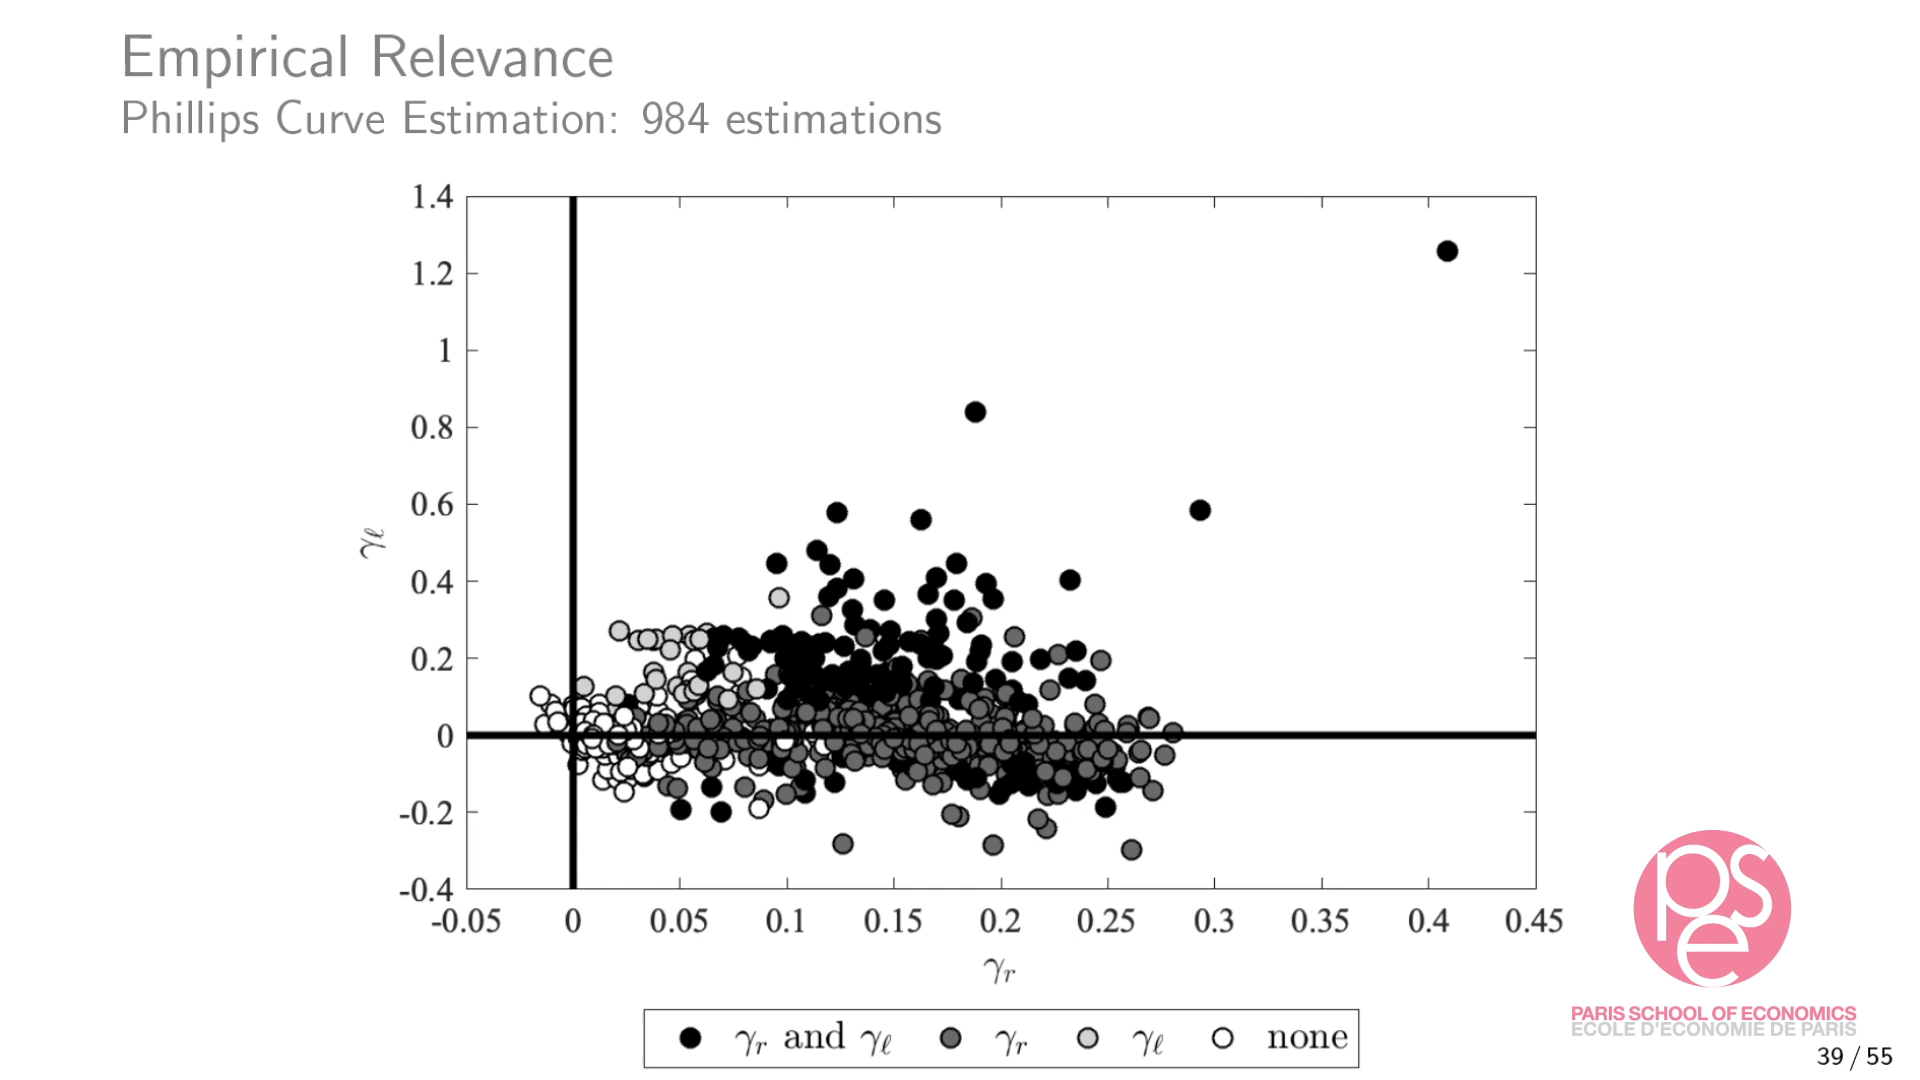 Empirical Relevance
Phillips Curve Estimation: 984 estimations
1.4
1.2
1
0.8
0.6
0.4
0.2
0
-0.2
-0.4
γℓ
-0.05 0 0.05 0.1 0.15 0.2 0.25 0.3 0.35 0.4 0.45
γr
γr and γℓ γr γℓ none
pse
PARIS SCHOOL OF ECONOMICS
ECOLE D'ECONOMIE DE PARIS
39 / 55